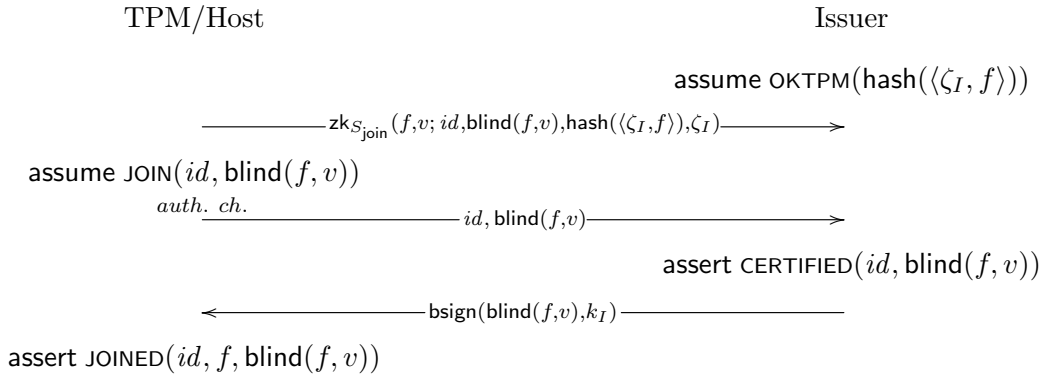 TPM/Host Issuer
assume OKTPM(hash(⟨ζ_I, f⟩))
zk_{S_join}(f,v; id,blind(f,v),hash(⟨ζ_I,f⟩),ζ_I)
assume JOIN(id, blind(f, v))
auth. ch.
id, blind(f,v)
assert CERTIFIED(id, blind(f, v))
bsign(blind(f,v),k_I)
assert JOINED(id, f, blind(f, v))